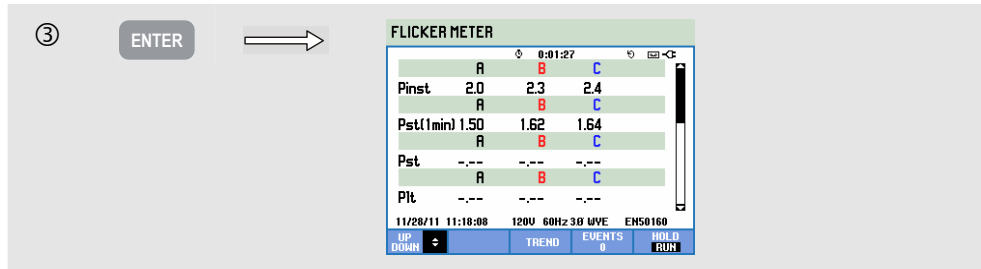 ③ ENTER
FLICKER METER
0:01:27
A B C
Pinst 2.0 2.3 2.4
A B C
Pst(1min) 1.50 1.62 1.64
A B C
Pst -.-- -.-- -.--
A B C
Plt -.-- -.-- -.--
11/28/11 11:18:08 120V 60Hz 3Ø WYE EN50160
UP DOWN TREND EVENTS 0 HOLD RUN